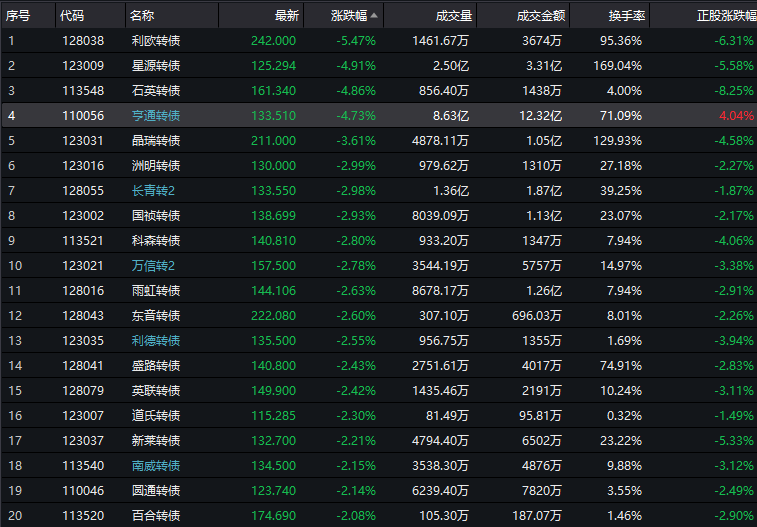 序号 代码 名称 最新 涨跌幅 成交量 成交金额 换手率 正股涨跌幅
1 128038 利欧转债 242.000 -5.47% 1461.67万 3674万 95.36% -6.31%
2 123009 星源转债 125.294 -4.91% 2.50亿 3.31亿 169.04% -5.58%
3 113548 石英转债 161.340 -4.86% 856.40万 1438万 4.00% -8.25%
4 110056 亨通转债 133.510 -4.73% 8.63亿 12.32亿 71.09% 4.04%
5 123031 晶瑞转债 211.000 -3.61% 4878.11万 1.05亿 129.93% -4.58%
6 123016 洲明转债 130.000 -2.99% 979.62万 1310万 27.18% -2.27%
7 128055 长青转2 133.550 -2.98% 1.36亿 1.87亿 39.25% -1.87%
8 123002 国祯转债 138.699 -2.93% 8039.09万 1.13亿 23.07% -2.17%
9 113521 科森转债 140.810 -2.80% 933.20万 1347万 7.94% -4.06%
10 123021 万信转2 157.500 -2.78% 3544.19万 5757万 14.97% -3.38%
11 128016 雨虹转债 144.106 -2.63% 8678.17万 1.26亿 7.94% -2.91%
12 128043 东音转债 222.080 -2.60% 307.10万 696.03万 8.01% -2.26%
13 123035 利德转债 135.500 -2.55% 956.75万 1355万 1.69% -3.94%
14 128041 盛路转债 140.800 -2.43% 2751.61万 4017万 74.91% -2.83%
15 128079 英联转债 149.900 -2.42% 1435.46万 2191万 10.24% -3.11%
16 123007 道氏转债 115.285 -2.30% 81.49万 95.81万 0.32% -1.49%
17 123037 新莱转债 132.700 -2.21% 4794.40万 6502万 23.22% -5.33%
18 113540 南威转债 134.500 -2.15% 3538.30万 4876万 9.88% -3.12%
19 110046 圆通转债 123.740 -2.14% 6239.40万 7820万 3.55% -2.49%
20 113520 百合转债 174.690 -2.08% 105.30万 187.07万 1.46% -2.90%